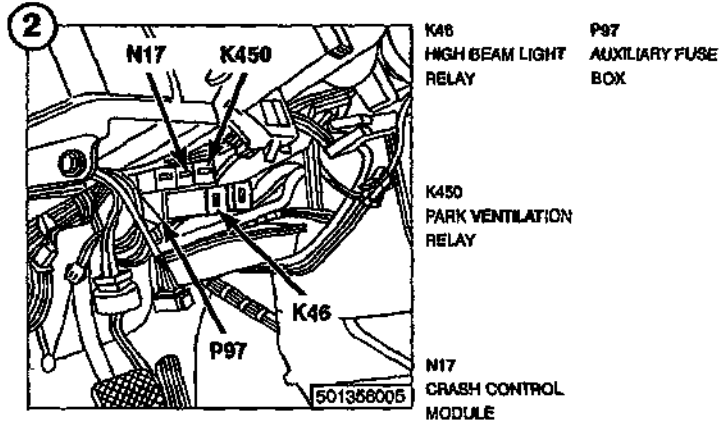 2
N17 K450
K46
P97
501356005
K46
HIGH BEAM LIGHT
RELAY
P97
AUXILIARY FUSE
BOX
K450
PARK VENTILATION
RELAY
N17
CRASH CONTROL
MODULE